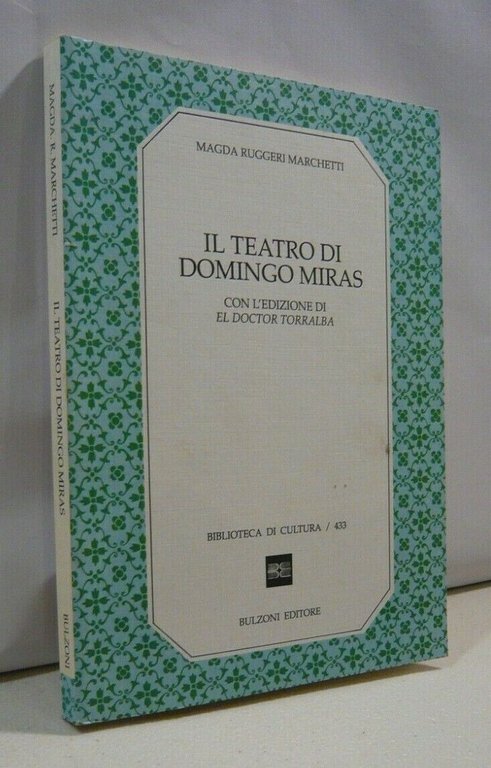 MAGDA R. MARCHETTI
IL TEATRO DI DOMINGO MIRAS
BULZONI
MAGDA RUGGERI MARCHETTI
IL TEATRO DI
DOMINGO MIRAS
CON L'EDIZIONE DI
EL DOCTOR TORRALBA
BIBLIOTECA DI CULTURA / 433
BE
BULZONI EDITORE